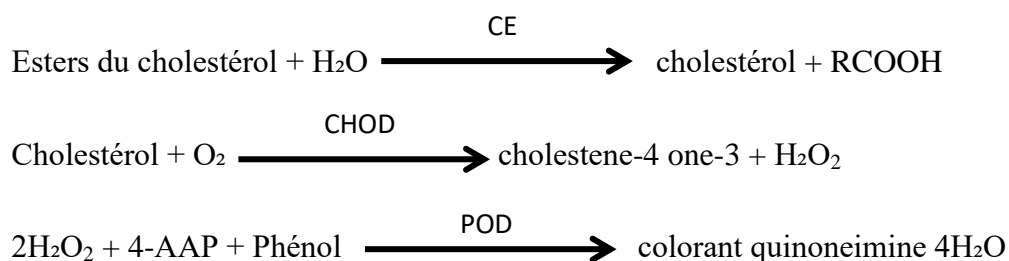 CE
Esters du cholestérol + H₂O → cholestérol + RCOOH
CHOD
Cholestérol + O₂ → cholestene-4 one-3 + H₂O₂
POD
2H₂O₂ + 4-AAP + Phénol → colorant quinoneimine 4H₂O